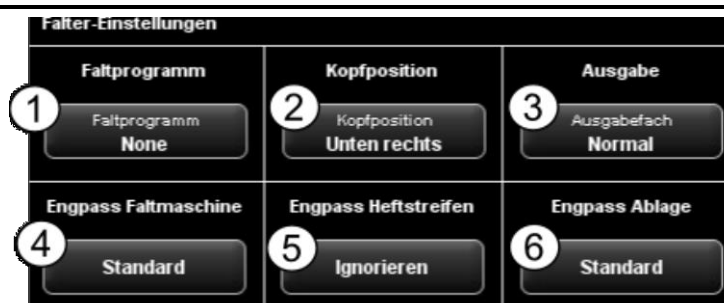 Falter-Einstellungen
Faltprogramm
Kopfposition
Ausgabe
1
Faltprogramm
None
2
Kopfposition
Unten rechts
3
Ausgabefach
Normal
Engpass Faltmaschine
Engpass Heftstreifen
Engpass Ablage
4
Standard
5
Ignorieren
6
Standard